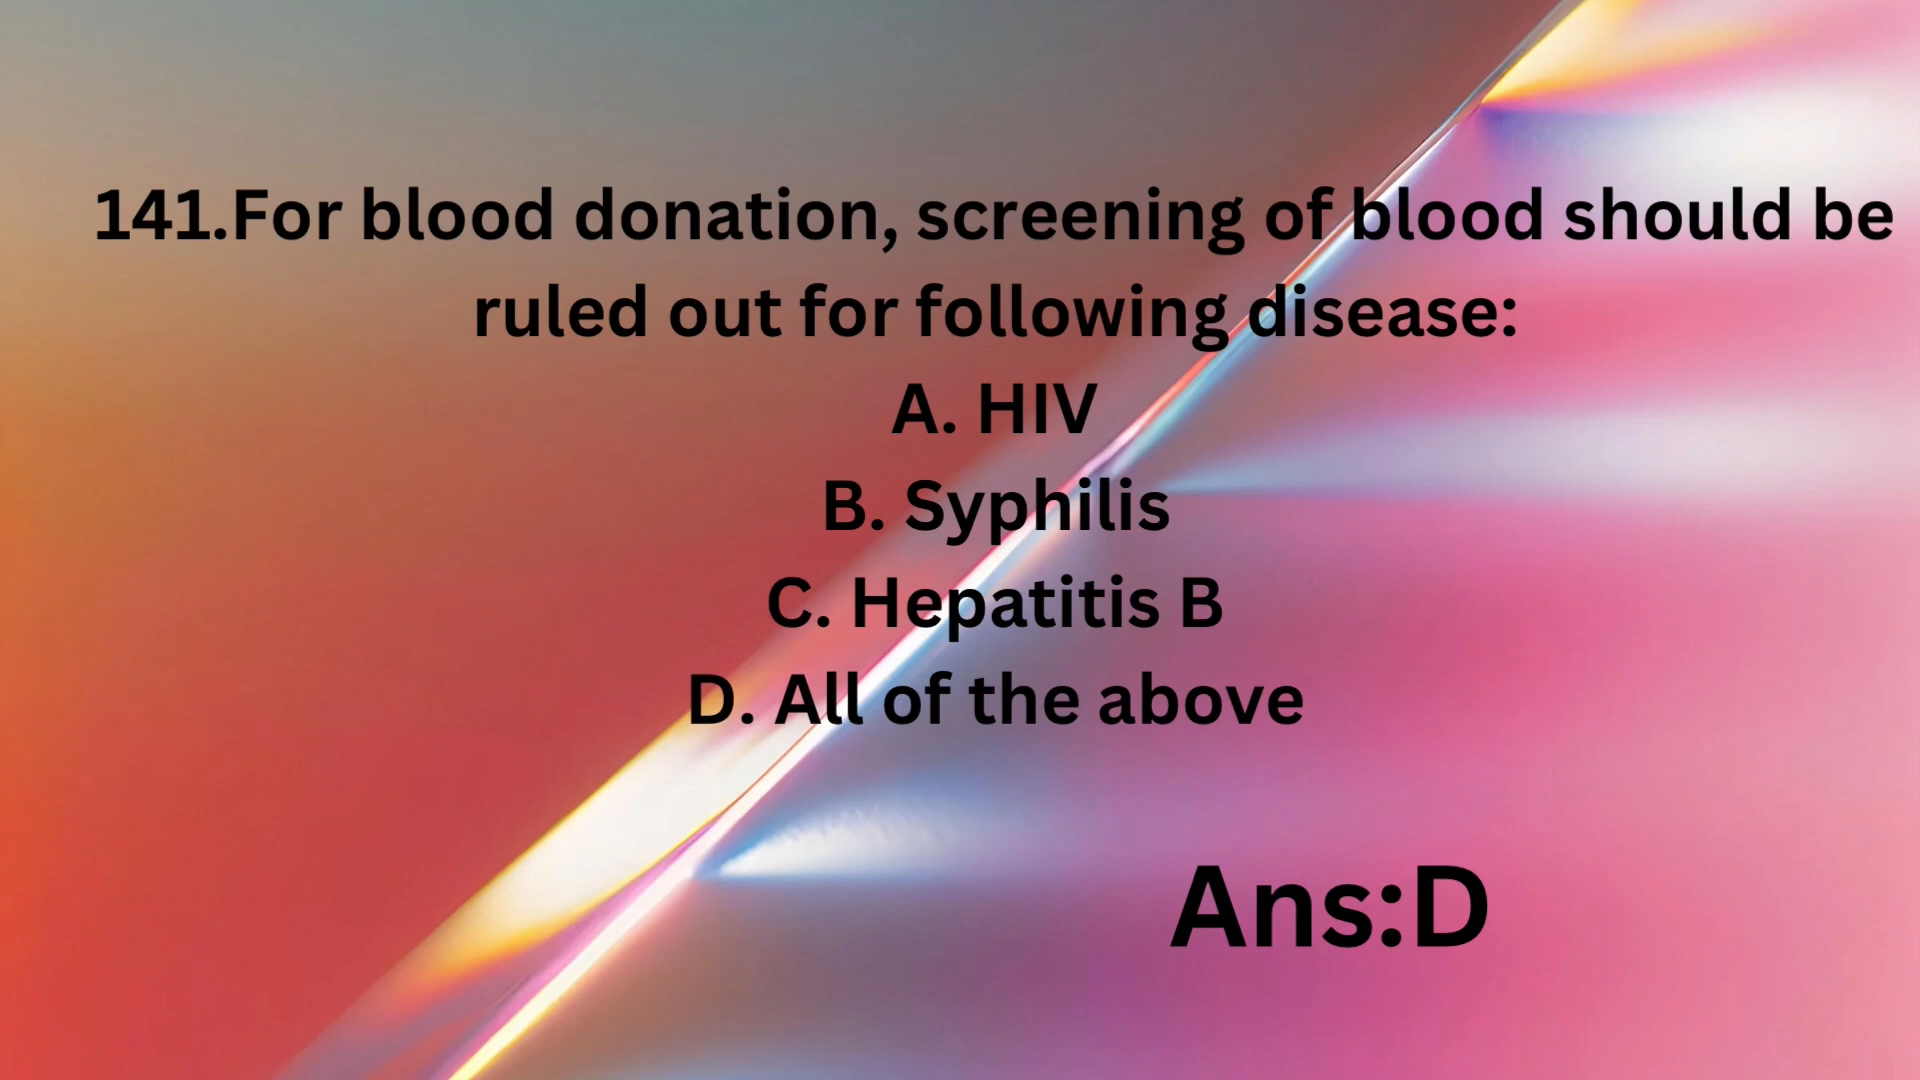 141.For blood donation, screening of blood should be
ruled out for following disease:
A. HIV
B. Syphilis
C. Hepatitis B
D. All of the above
Ans:D